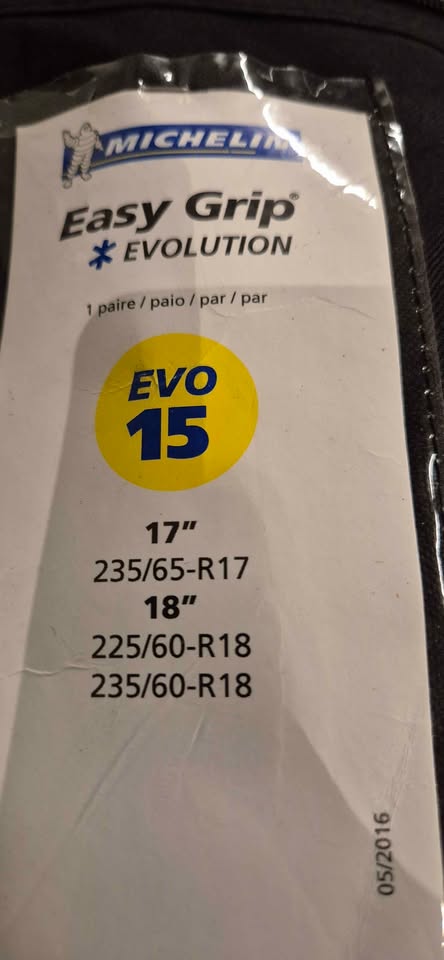 MICHELIN
Easy Grip®
EVOLUTION
1 paire / paio / par / par
EVO
15
17"
235/65-R17
18"
225/60-R18
235/60-R18
05/2016